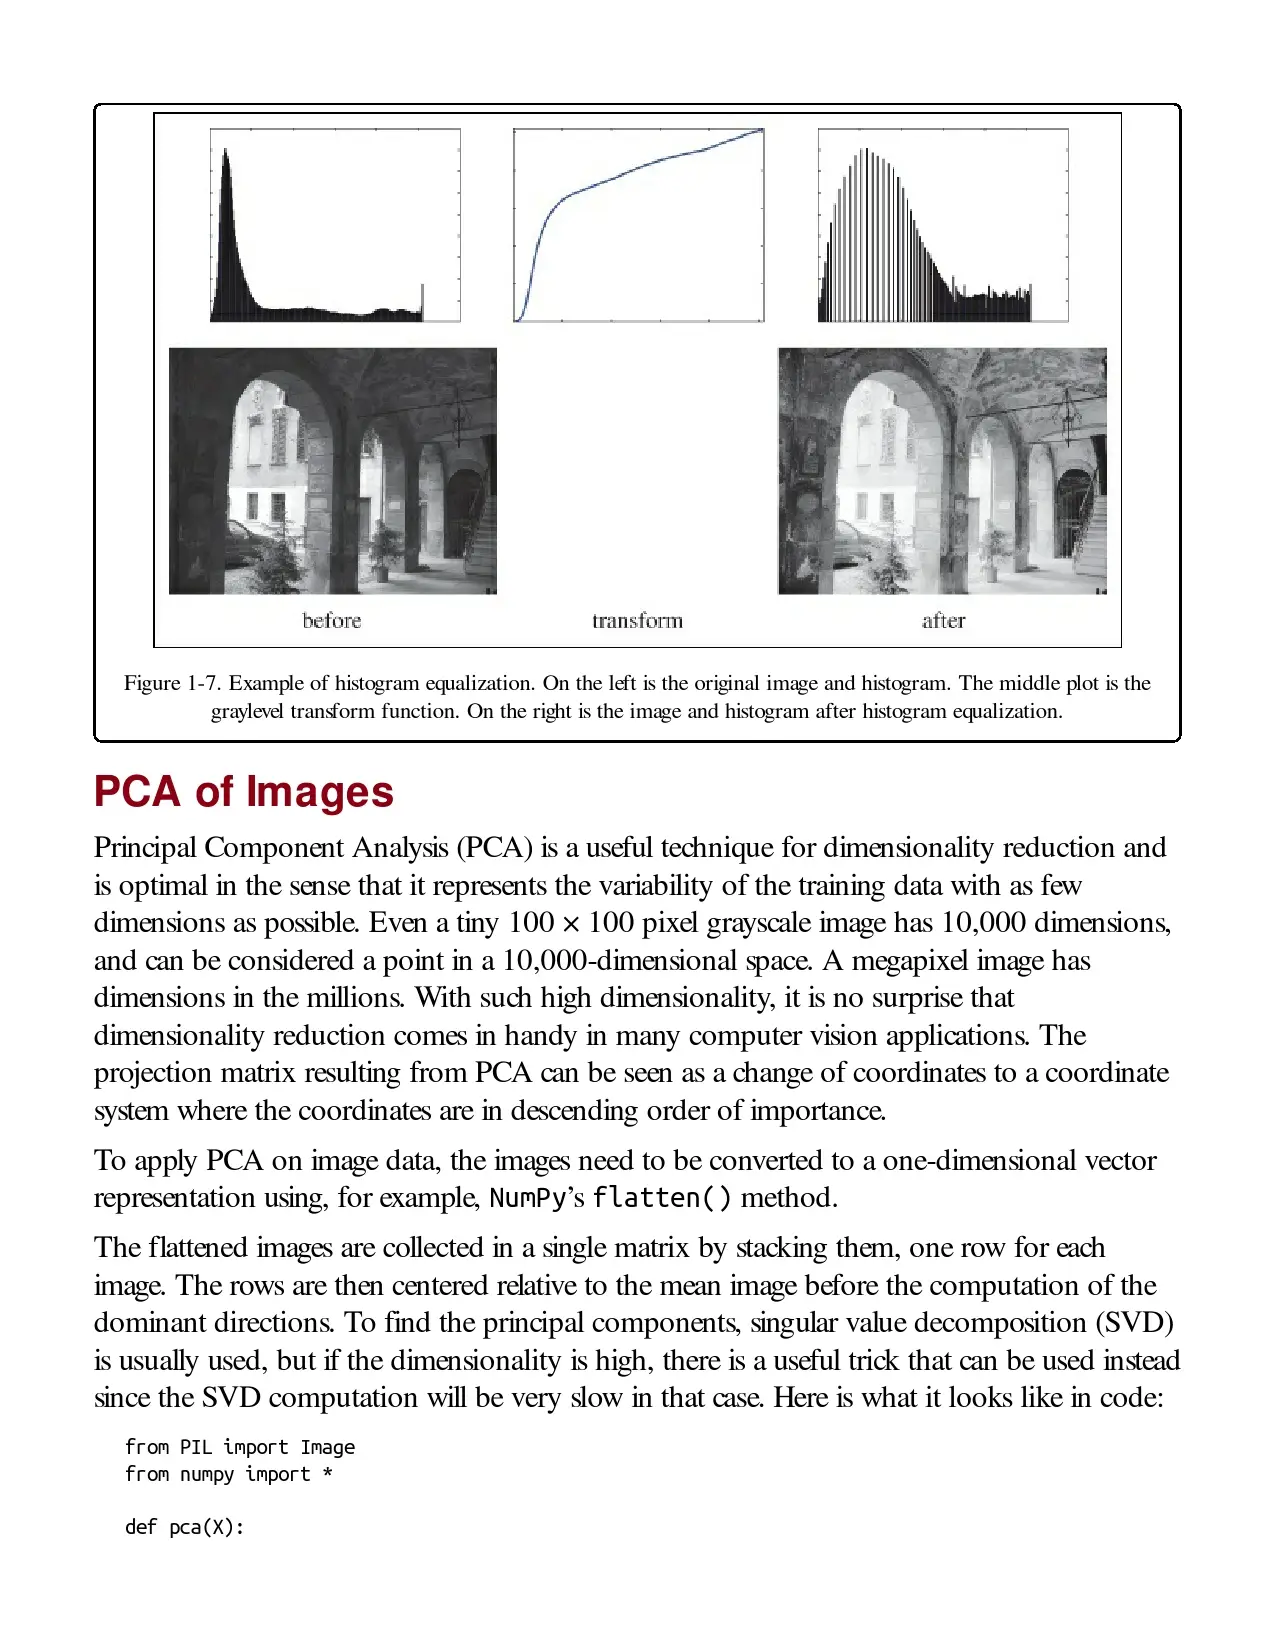 before
transform
after
Figure 1-7. Example of histogram equalization. On the left is the original image and histogram. The middle plot is the
graylevel transform function. On the right is the image and histogram after histogram equalization.
PCA of Images
Principal Component Analysis (PCA) is a useful technique for dimensionality reduction and
is optimal in the sense that it represents the variability of the training data with as few
dimensions as possible. Even a tiny 100 × 100 pixel grayscale image has 10,000 dimensions,
and can be considered a point in a 10,000-dimensional space. A megapixel image has
dimensions in the millions. With such high dimensionality, it is no surprise that
dimensionality reduction comes in handy in many computer vision applications. The
projection matrix resulting from PCA can be seen as a change of coordinates to a coordinate
system where the coordinates are in descending order of importance.
To apply PCA on image data, the images need to be converted to a one-dimensional vector
representation using, for example, NumPy’s flatten() method.
The flattened images are collected in a single matrix by stacking them, one row for each
image. The rows are then centered relative to the mean image before the computation of the
dominant directions. To find the principal components, singular value decomposition (SVD)
is usually used, but if the dimensionality is high, there is a useful trick that can be used instead
since the SVD computation will be very slow in that case. Here is what it looks like in code:
from PIL import Image
from numpy import *
def pca(X):